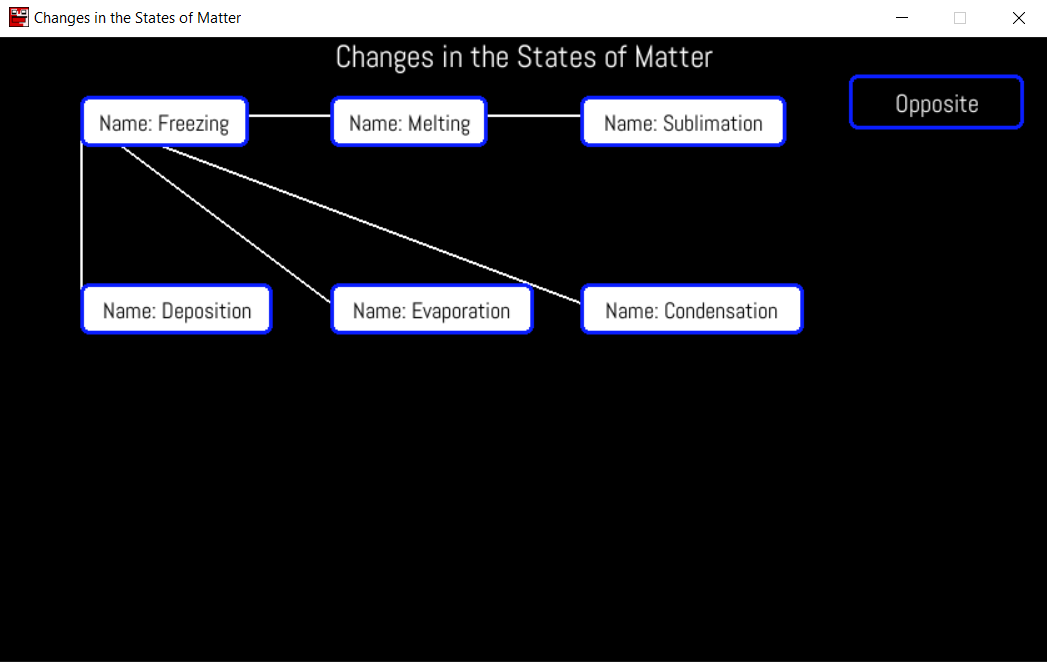 Changes in the States of Matter
Changes in the States of Matter
Opposite
Name: Freezing
Name: Melting
Name: Sublimation
Name: Deposition
Name: Evaporation
Name: Condensation